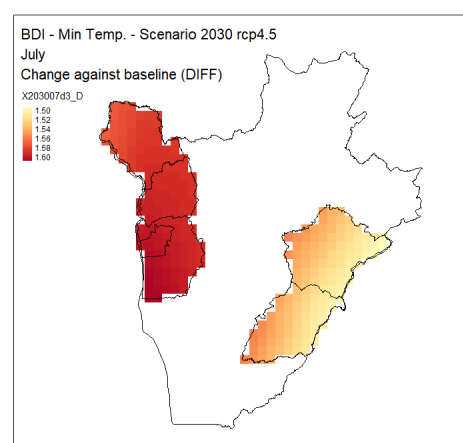 BDI - Min Temp. - Scenario 2030 rcp4.5
July
Change against baseline (DIFF)
X203007d3_D
1.50
1.52
1.54
1.56
1.58
1.60